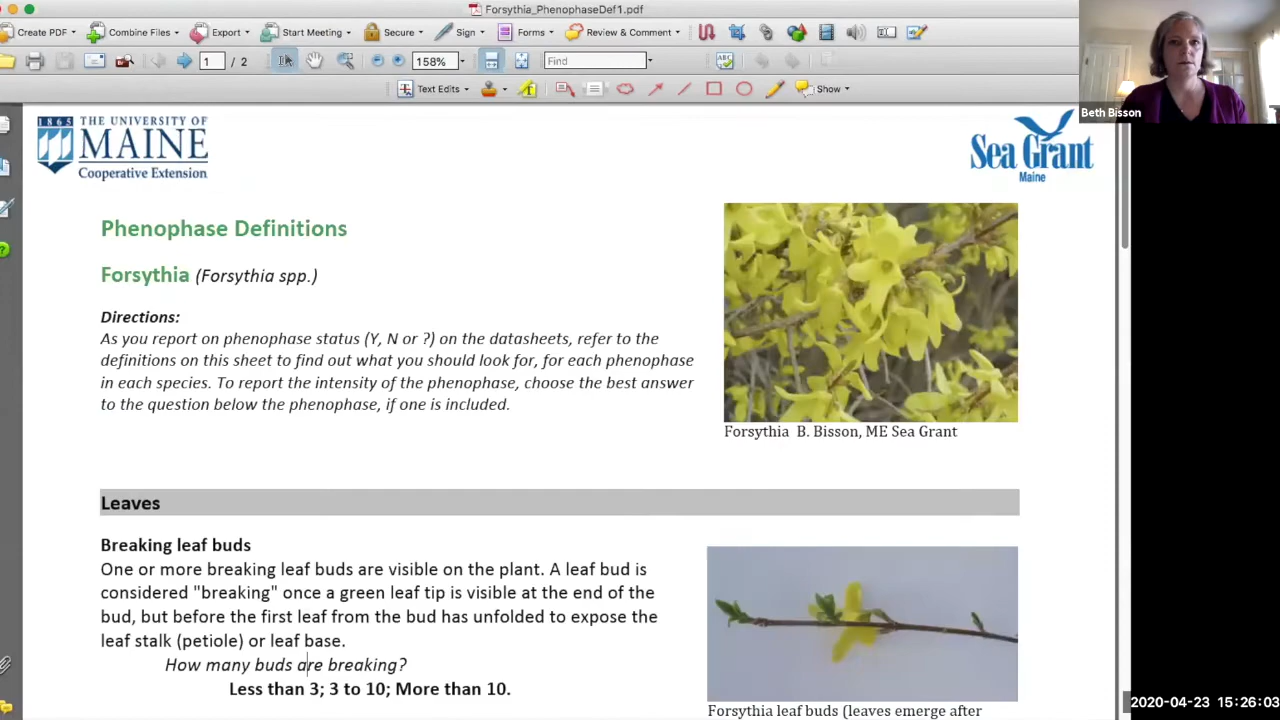 Forsythia_PhenophaseDef1.pdf
Create PDF
Combine Files
Export
Start Meeting
Secure
Sign
Forms
Review & Comment
1 / 2
158%
Find
Text Edits
Show
Beth Bisson
1865 THE UNIVERSITY OF
MAINE
Cooperative Extension
Sea Grant
Maine
Phenophase Definitions
Forsythia (Forsythia spp.)
Directions:
As you report on phenophase status (Y, N or ?) on the datasheets, refer to the
definitions on this sheet to find out what you should look for, for each phenophase
in each species. To report the intensity of the phenophase, choose the best answer
to the question below the phenophase, if one is included.
Forsythia B. Bisson, ME Sea Grant
Leaves
Breaking leaf buds
One or more breaking leaf buds are visible on the plant. A leaf bud is
considered "breaking" once a green leaf tip is visible at the end of the
bud, but before the first leaf from the bud has unfolded to expose the
leaf stalk (petiole) or leaf base.
How many buds are breaking?
Less than 3; 3 to 10; More than 10.
Forsythia leaf buds (leaves emerge after
2020-04-23 15:26:03